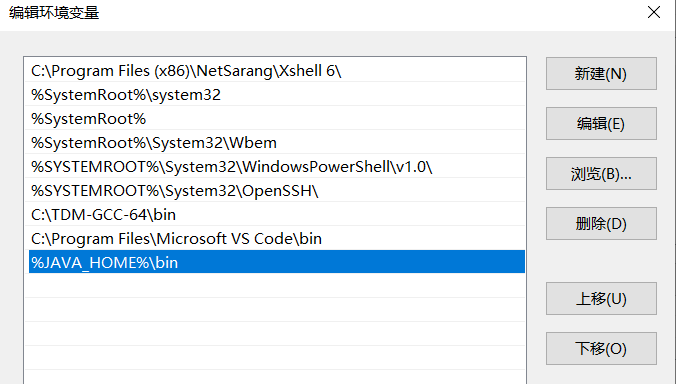 编辑环境变量
C:\Program Files (x86)\NetSarang\Xshell 6\
%SystemRoot%\system32
%SystemRoot%
%SystemRoot%\System32\Wbem
%SYSTEMROOT%\System32\WindowsPowerShell\v1.0\
%SYSTEMROOT%\System32\OpenSSH\
C:\TDM-GCC-64\bin
C:\Program Files\Microsoft VS Code\bin
%JAVA_HOME%\bin
新建(N)
编辑(E)
浏览(B)...
删除(D)
上移(U)
下移(O)